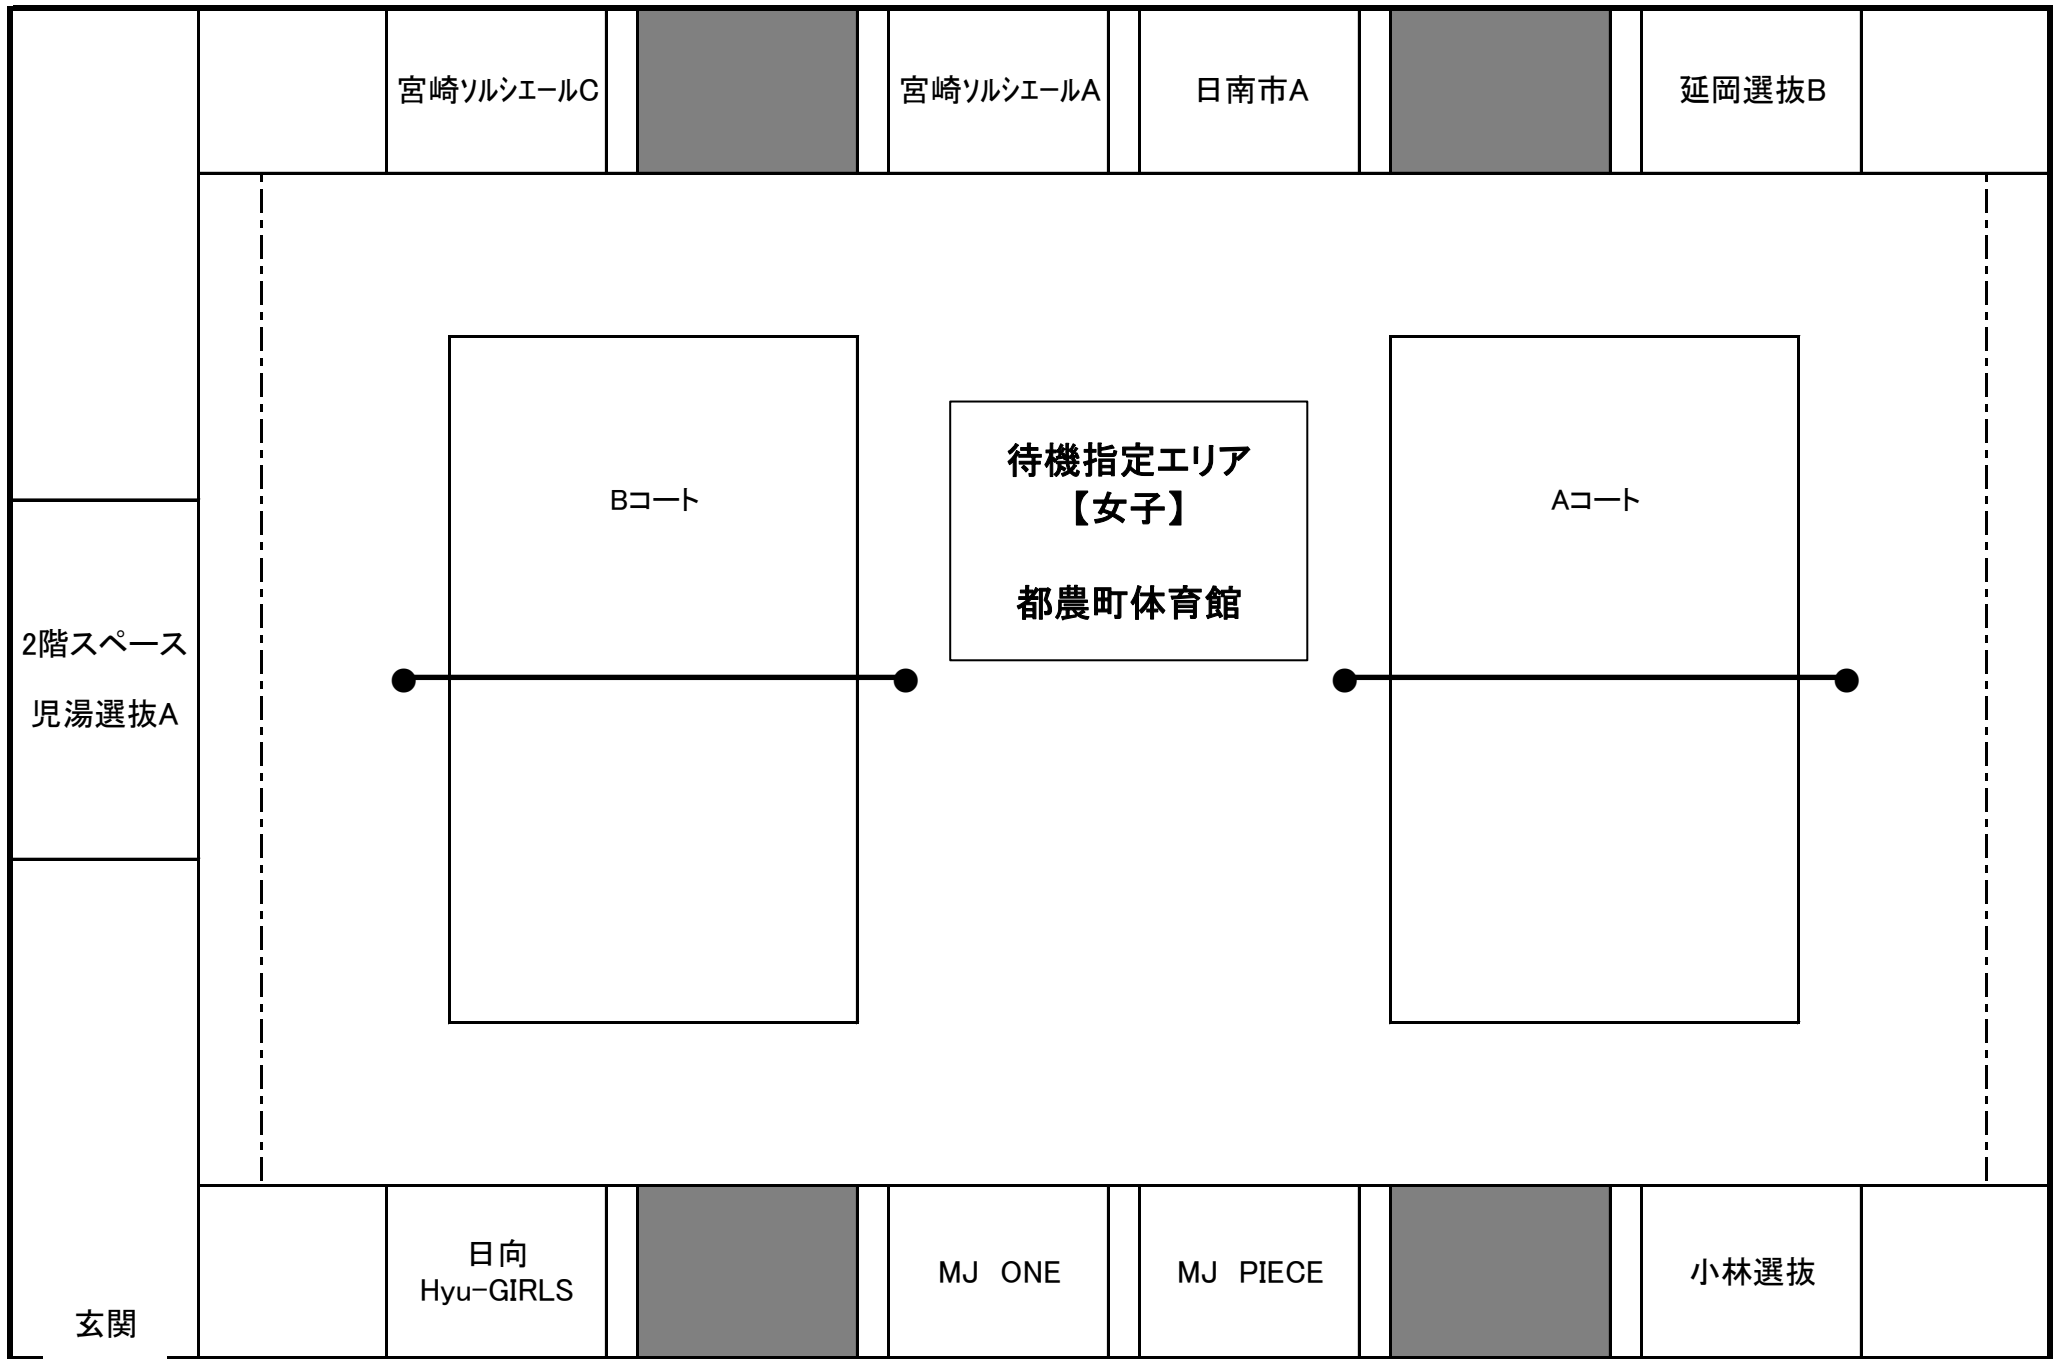 宮崎ｿﾙｼｴｰﾙC
宮崎ｿﾙｼｴｰﾙA
日南市A
延岡選抜B
待機指定エリア
【女子】
都農町体育館
Bコート
Aコート
2階スペース
児湯選抜A
日向
Hyu-GIRLS
MJ　ONE
MJ　PIECE
小林選抜
玄関